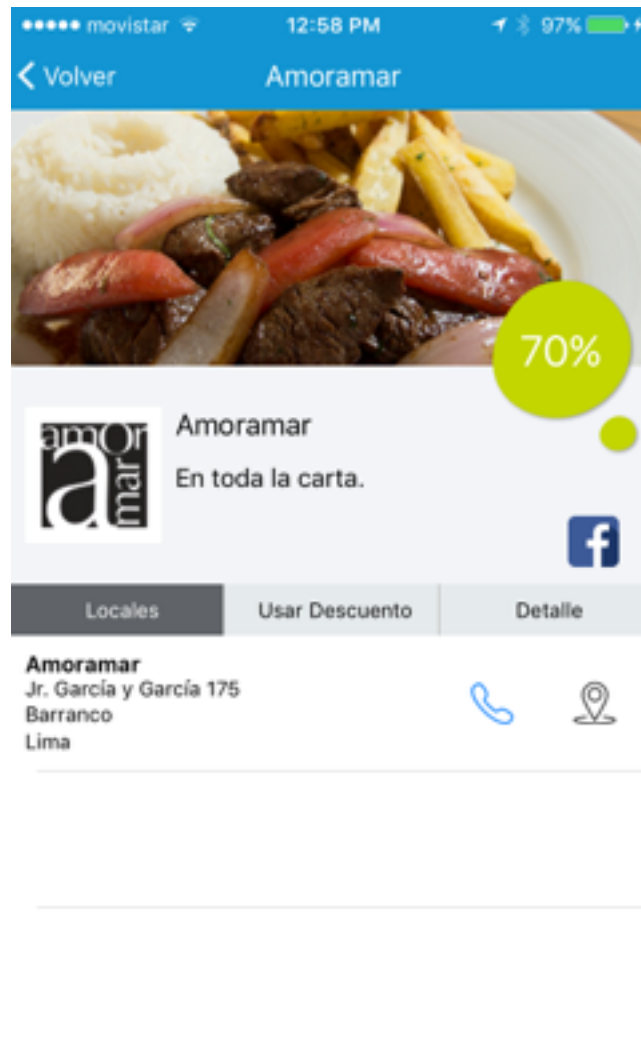 movistar 12:58 PM 97%
Volver Amoramar
70%
amor
a
mar
Amoramar
En toda la carta.
f
Locales Usar Descuento Detalle
Amoramar
Jr. García y García 175
Barranco
Lima